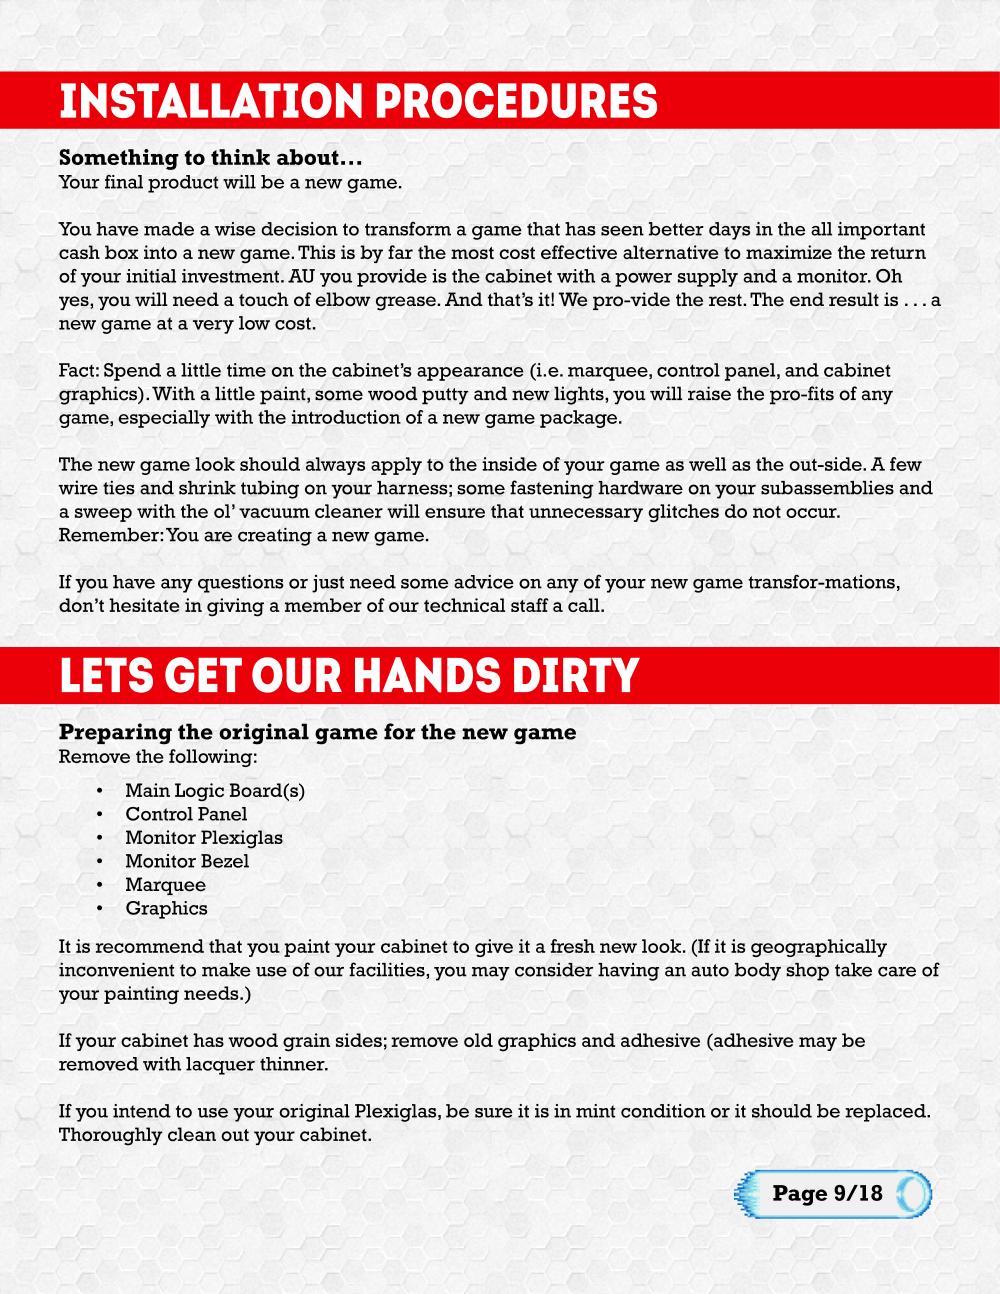 INSTALLATION PROCEDURES
Something to think about...
Your final product will be a new game.
You have made a wise decision to transform a game that has seen better days in the all important
cash box into a new game. This is by far the most cost effective alternative to maximize the return
of your initial investment. AU you provide is the cabinet with a power supply and a monitor. Oh
yes, you will need a touch of elbow grease. And that’s it! We pro-vide the rest. The end result is . . . a
new game at a very low cost.
Fact: Spend a little time on the cabinet’s appearance (i.e. marquee, control panel, and cabinet
graphics). With a little paint, some wood putty and new lights, you will raise the pro-fits of any
game, especially with the introduction of a new game package.
The new game look should always apply to the inside of your game as well as the out-side. A few
wire ties and shrink tubing on your harness; some fastening hardware on your subassemblies and
a sweep with the ol’ vacuum cleaner will ensure that unnecessary glitches do not occur.
Remember: You are creating a new game.
If you have any questions or just need some advice on any of your new game transfor-mations,
don’t hesitate in giving a member of our technical staff a call.
LETS GET OUR HANDS DIRTY
Preparing the original game for the new game
Remove the following:
• Main Logic Board(s)
• Control Panel
• Monitor Plexiglas
• Monitor Bezel
• Marquee
• Graphics
It is recommend that you paint your cabinet to give it a fresh new look. (If it is geographically
inconvenient to make use of our facilities, you may consider having an auto body shop take care of
your painting needs.)
If your cabinet has wood grain sides; remove old graphics and adhesive (adhesive may be
removed with lacquer thinner.
If you intend to use your original Plexiglas, be sure it is in mint condition or it should be replaced.
Thoroughly clean out your cabinet.
Page 9/18